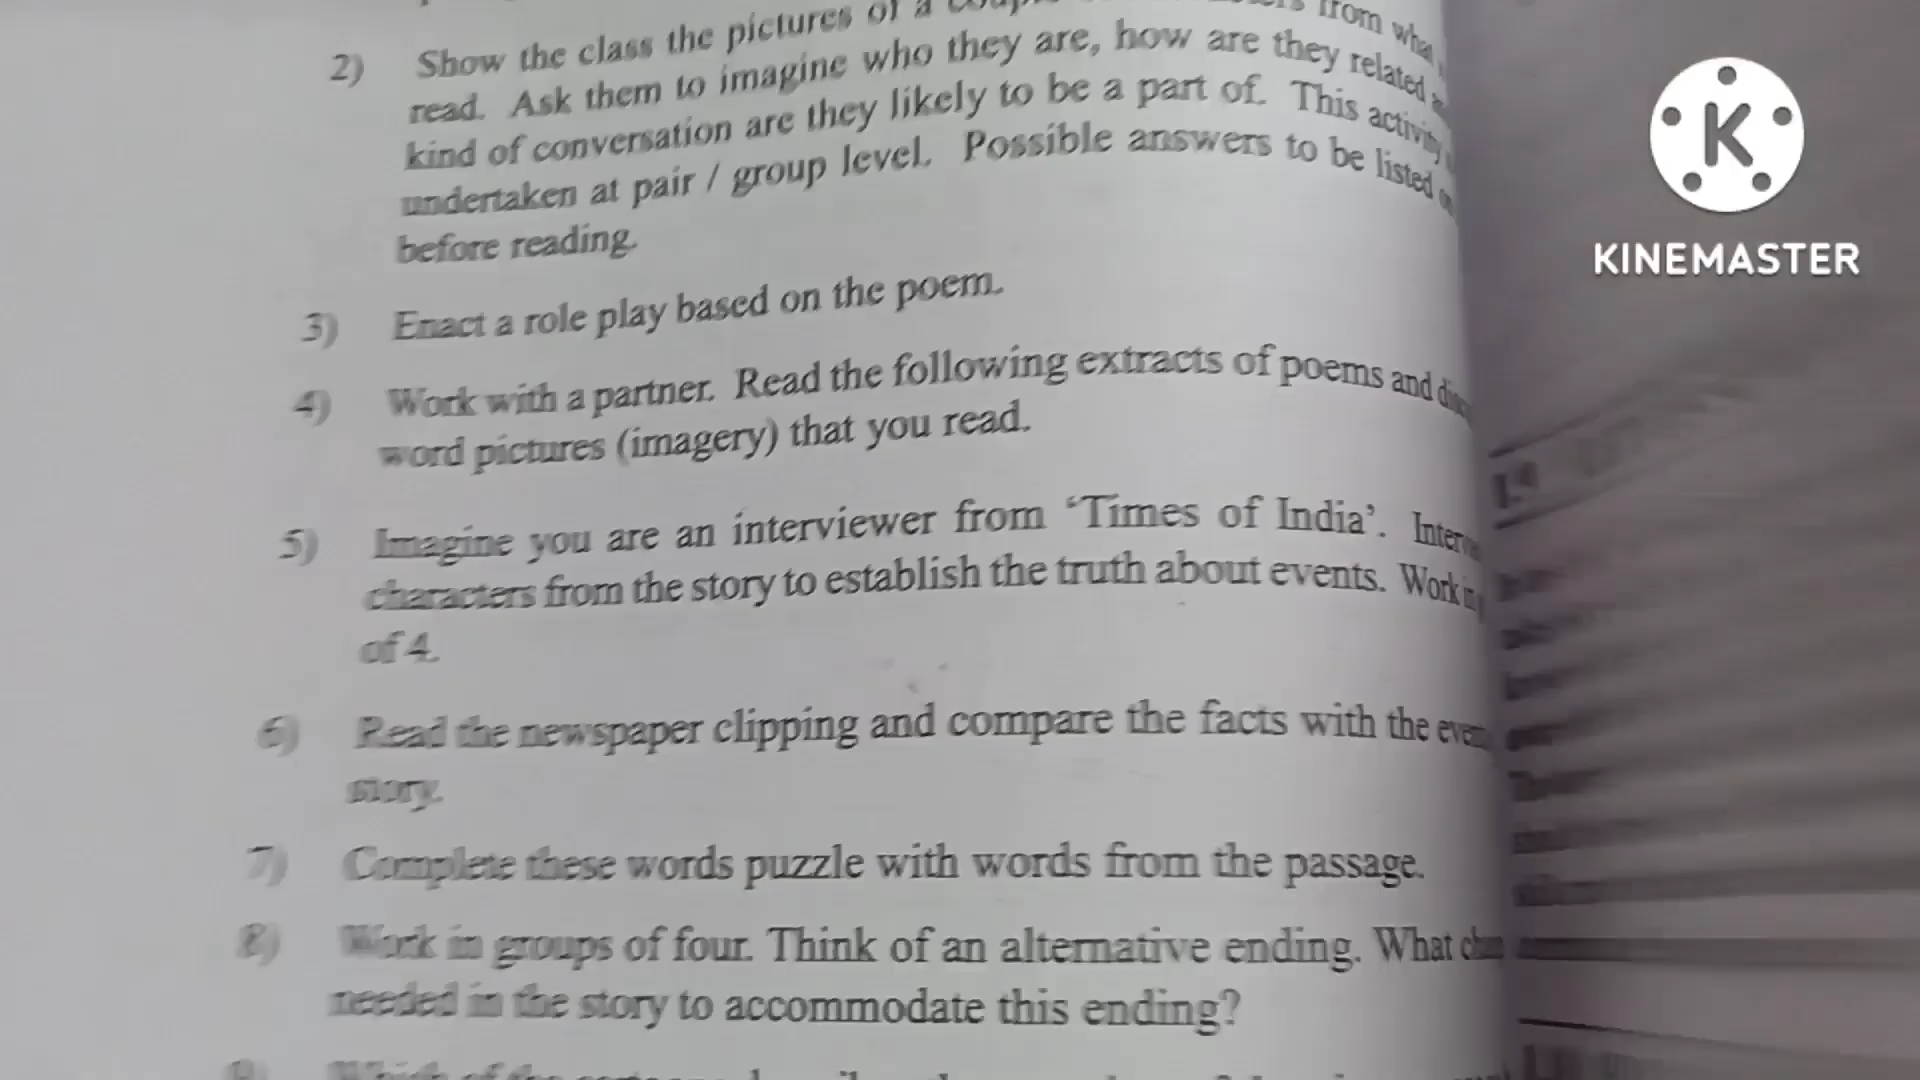 2) Show the class the pictures of a from what
read. Ask them to imagine who they are, how are they related
kind of conversation are they likely to be a part of. This activity
undertaken at pair / group level. Possible answers to be listed
before reading.
3) Enact a role play based on the poem.
4) Work with a partner. Read the following extracts of poems and
word pictures (imagery) that you read.
5) Imagine you are an interviewer from ‘Times of India’.
characters from the story to establish the truth about events. Work in
of 4.
6) Read the newspaper clipping and compare the facts with the
story.
7) Complete these words puzzle with words from the passage.
8) Work in groups of four. Think of an alternative ending. What
needed in the story to accommodate this ending?
K
KINEMASTER